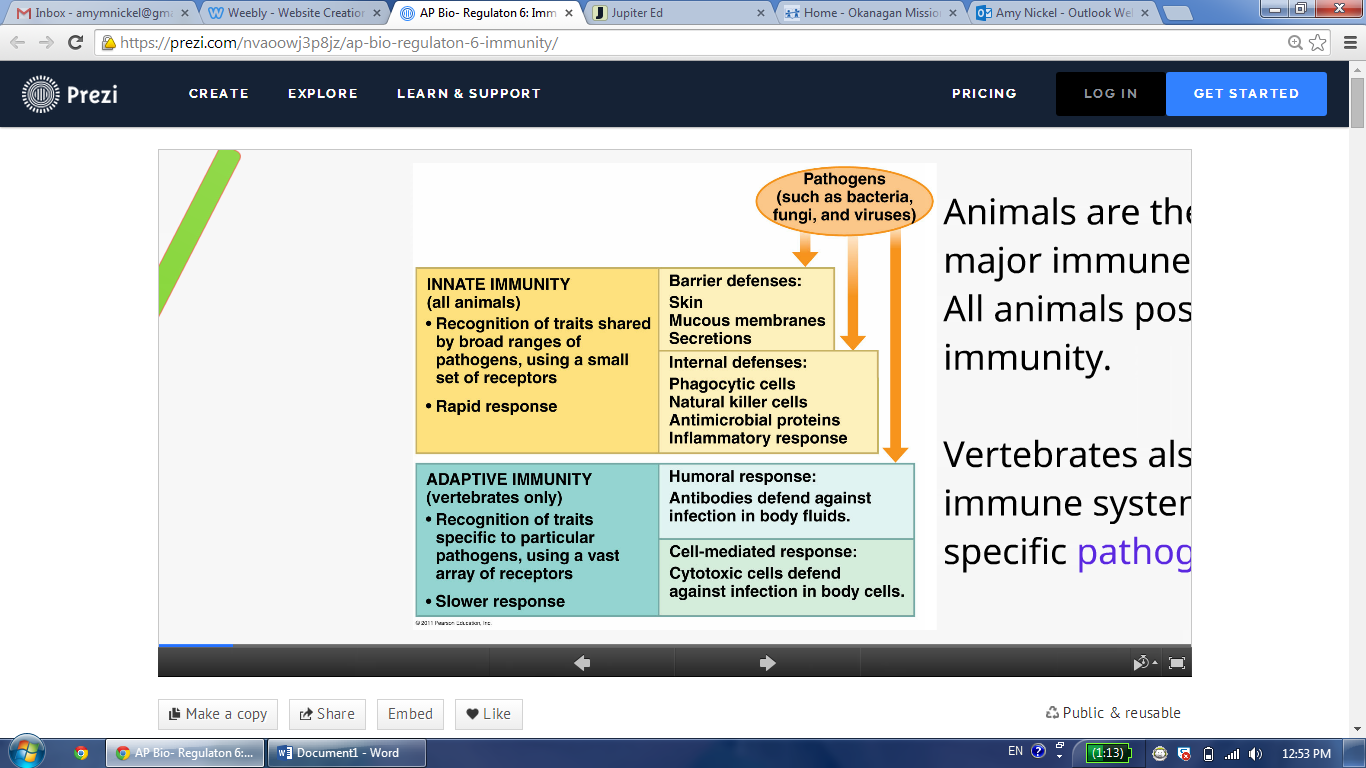 Inbox - amymnickel@gma
Weebly - Website Creation
AP Bio- Regulaton 6: Imm
Jupiter Ed
Home - Okanagan Missio
Amy Nickel - Outlook We
https://prezi.com/nvaoowj3p8jz/ap-bio-regulaton-6-immunity/
Prezi
CREATE
EXPLORE
LEARN & SUPPORT
PRICING
LOG IN
GET STARTED
Pathogens
(such as bacteria,
fungi, and viruses)
INNATE IMMUNITY
(all animals)
• Recognition of traits shared
by broad ranges of
pathogens, using a small
set of receptors
• Rapid response
Barrier defenses:
Skin
Mucous membranes
Secretions
Internal defenses:
Phagocytic cells
Natural killer cells
Antimicrobial proteins
Inflammatory response
ADAPTIVE IMMUNITY
(vertebrates only)
• Recognition of traits
specific to particular
pathogens, using a vast
array of receptors
• Slower response
Humoral response:
Antibodies defend against
infection in body fluids.
Cell-mediated response:
Cytotoxic cells defend
against infection in body cells.
© 2011 Pearson Education, Inc.
Animals are the
major immune
All animals pos
immunity.
Vertebrates als
immune system
specific pathog
Make a copy
Share
Embed
Like
Public & reusable
AP Bio- Regulaton 6:...
Document1 - Word
EN
(1:13)
12:53 PM